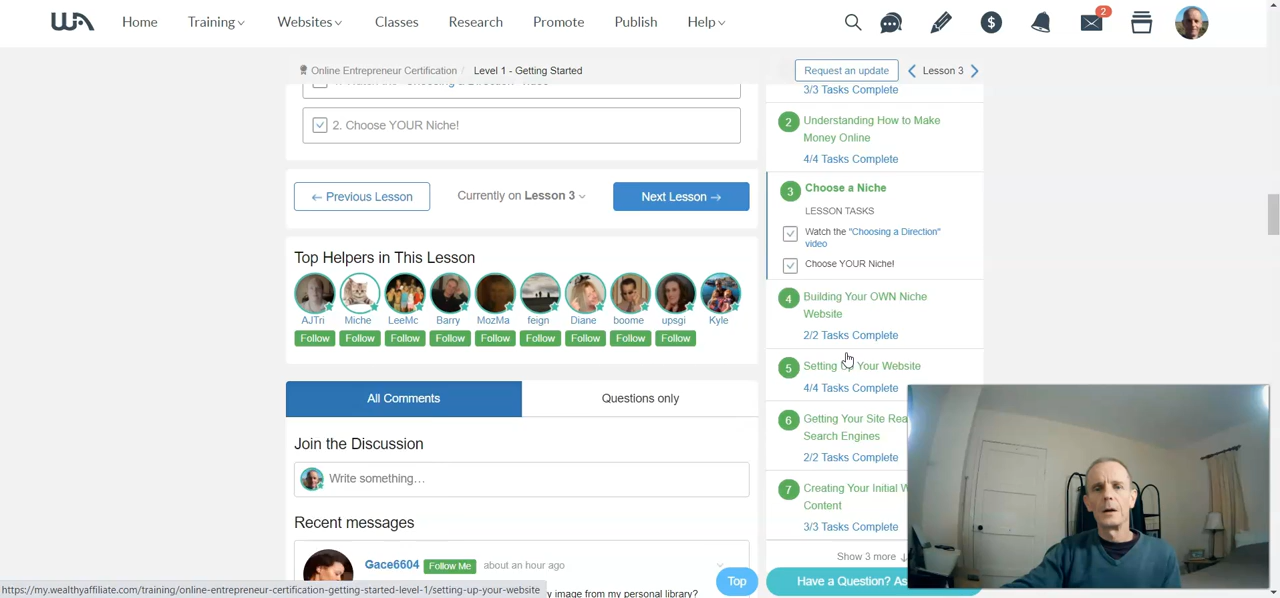 WA Home Training Websites Classes Research Promote Publish Help 2
Online Entrepreneur Certification / Level 1 - Getting Started
Request an update Lesson 3
"Choosing a Direction" video
2. Choose YOUR Niche!
← Previous Lesson Currently on Lesson 3 Next Lesson →
Top Helpers in This Lesson
AJTri Miche LeeMc Barry MozMa feign Diane boome upsgi Kyle
Follow Follow Follow Follow Follow Follow Follow Follow Follow
All Comments Questions only
Join the Discussion
Write something…
Recent messages
Gace6604 Follow Me about an hour ago
y image from my personal library?
Top
3/3 Tasks Complete
2 Understanding How to Make
Money Online
4/4 Tasks Complete
3 Choose a Niche
LESSON TASKS
Watch the "Choosing a Direction"
video
Choose YOUR Niche!
4 Building Your OWN Niche
Website
2/2 Tasks Complete
5 Setting Up Your Website
4/4 Tasks Complete
6 Getting Your Site Rea
Search Engines
2/2 Tasks Complete
7 Creating Your Initial W
Content
3/3 Tasks Complete
Show 3 more
Have a Question? As
https://my.wealthyaffiliate.com/training/online-entrepreneur-certification-getting-started-level-1/setting-up-your-website